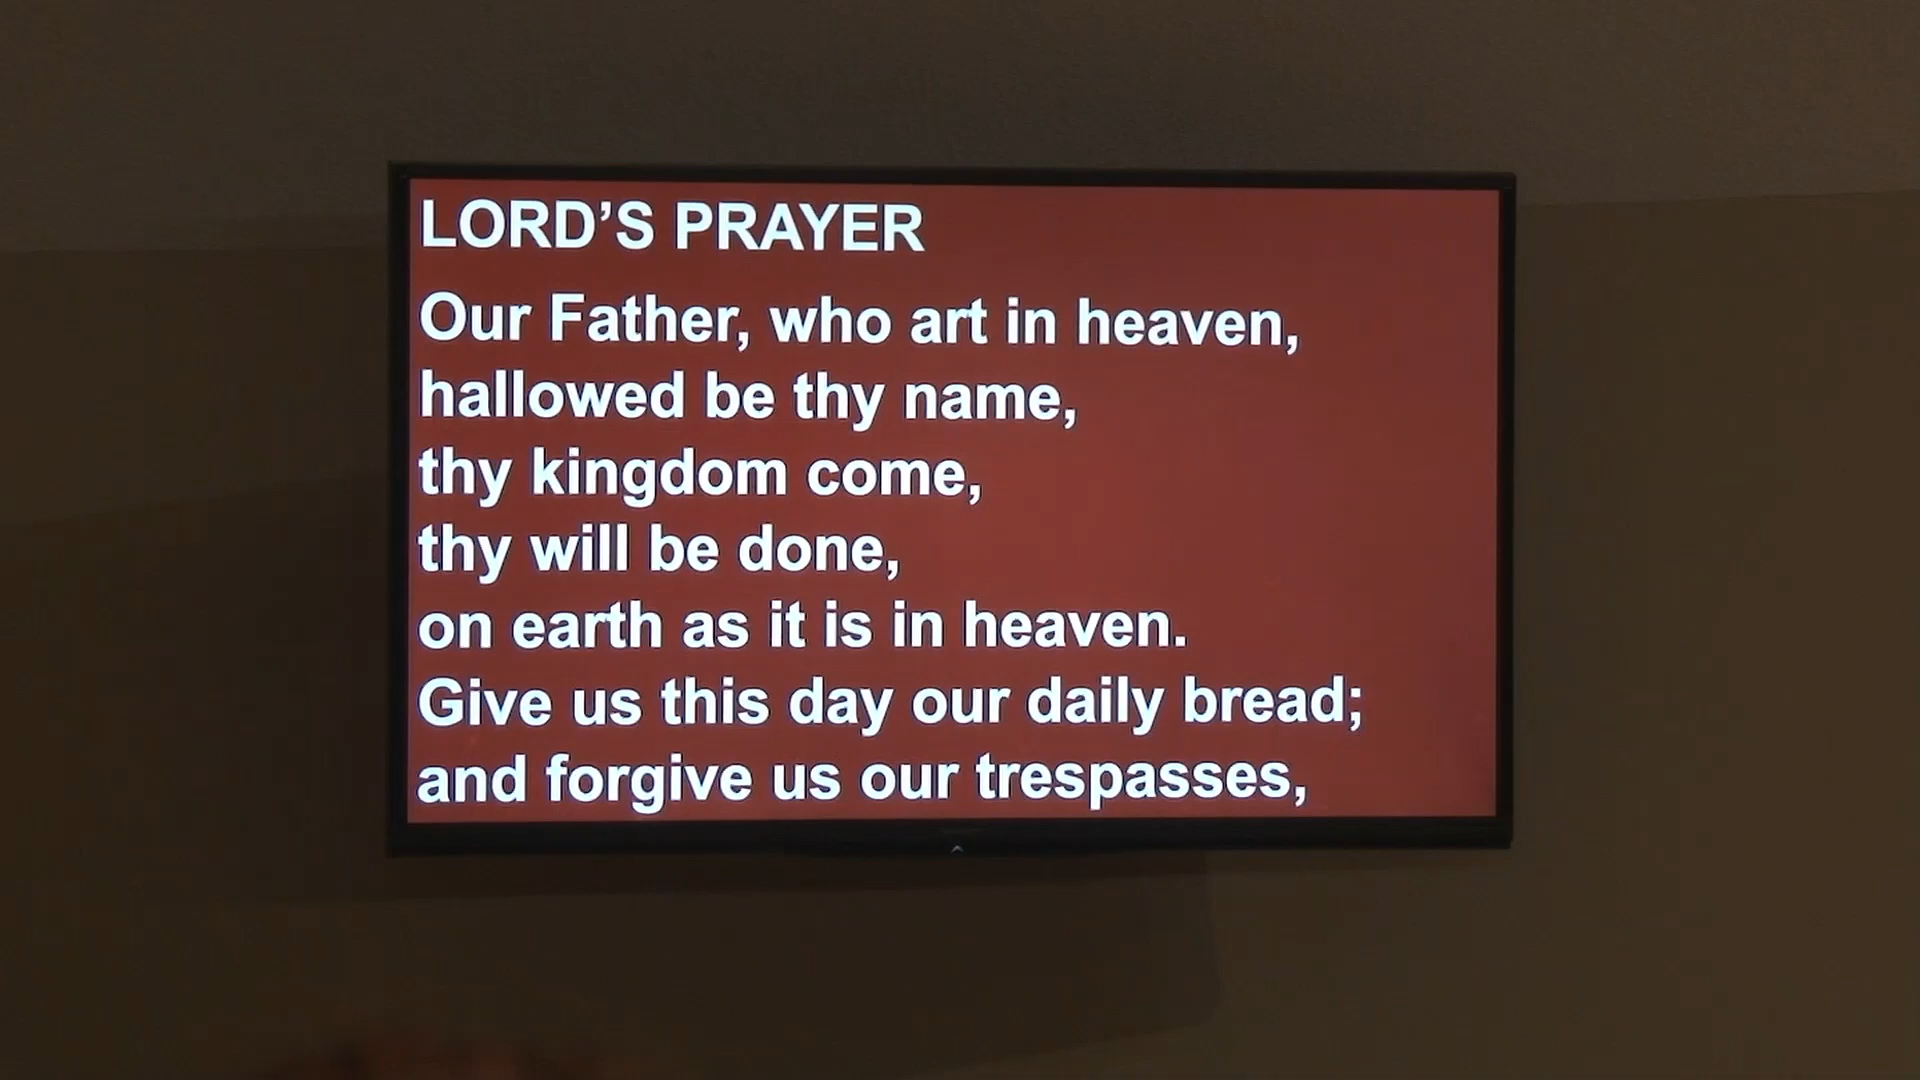 LORD’S PRAYER
Our Father, who art in heaven,
hallowed be thy name,
thy kingdom come,
thy will be done,
on earth as it is in heaven.
Give us this day our daily bread;
and forgive us our trespasses,